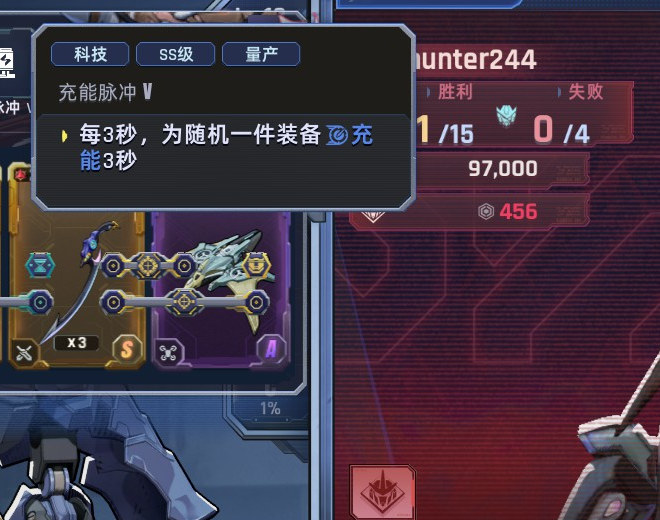 科技
SS级
量产
充能脉冲 V
每3秒，为随机一件装备充
能3秒
x3
S
A
1%
hunter244
胜利
失败
1/15
0/4
97,000
456